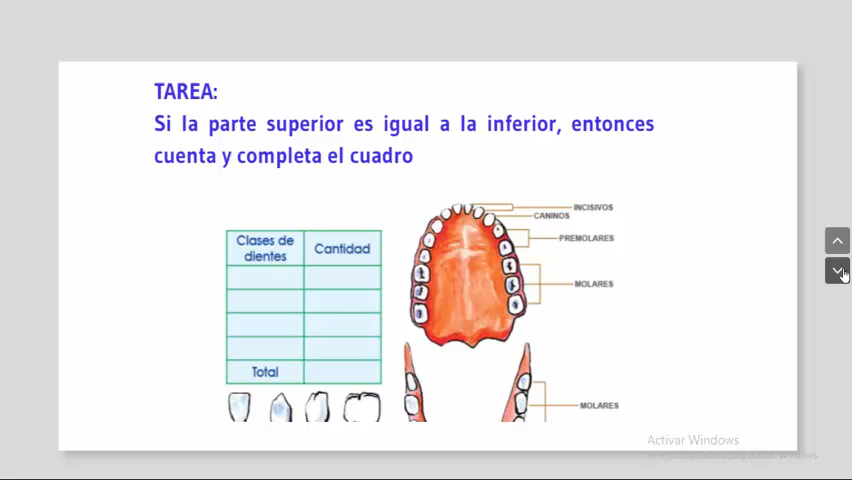 TAREA:
Si la parte superior es igual a la inferior, entonces
cuenta y completa el cuadro
INCISIVOS
CANINOS
PREMOLARES
MOLARES
Clases de
dientes
Cantidad
Total
MOLARES
Activar Windows